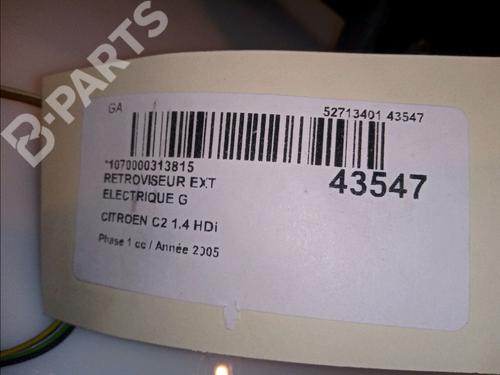 B-PARTS
GA
52713401 43547
*1070000313815
RETROVISEUR EXT
ELECTRIQUE G
43547
CITROEN C2 1.4 HDi
Phase 1 cc / Année 2005